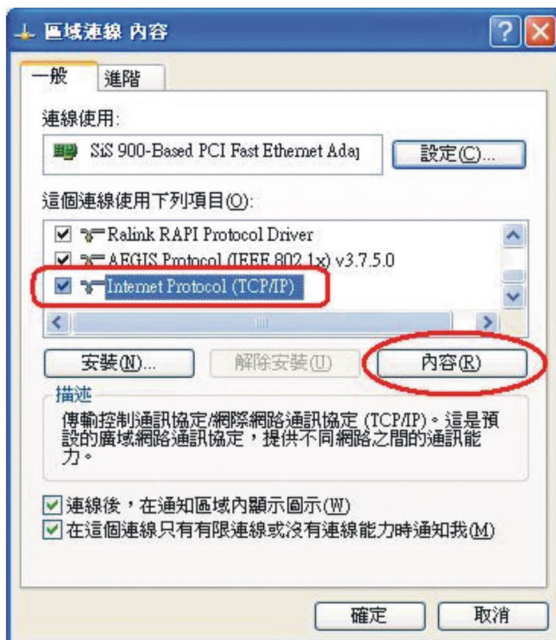 區域連線 內容
一般
進階
連線使用:
SiS 900-Based PCI Fast Ethernet Adaj
設定(C)...
這個連線使用下列項目(O):
Ralink RAPI Protocol Driver
AEGIS Protocol (IEEE 802.1x) v3.7.5.0
Internet Protocol (TCP/IP)
安裝(N)...
解除安裝(U)
內容(R)
描述
傳輸控制通訊協定/網際網路通訊協定 (TCP/IP)。這是預
設的廣域網路通訊協定，提供不同網路之間的通訊能
力。
連線後，在通知區域內顯示圖示(W)
在這個連線只有有限連線或沒有連線能力時通知我(M)
確定
取消